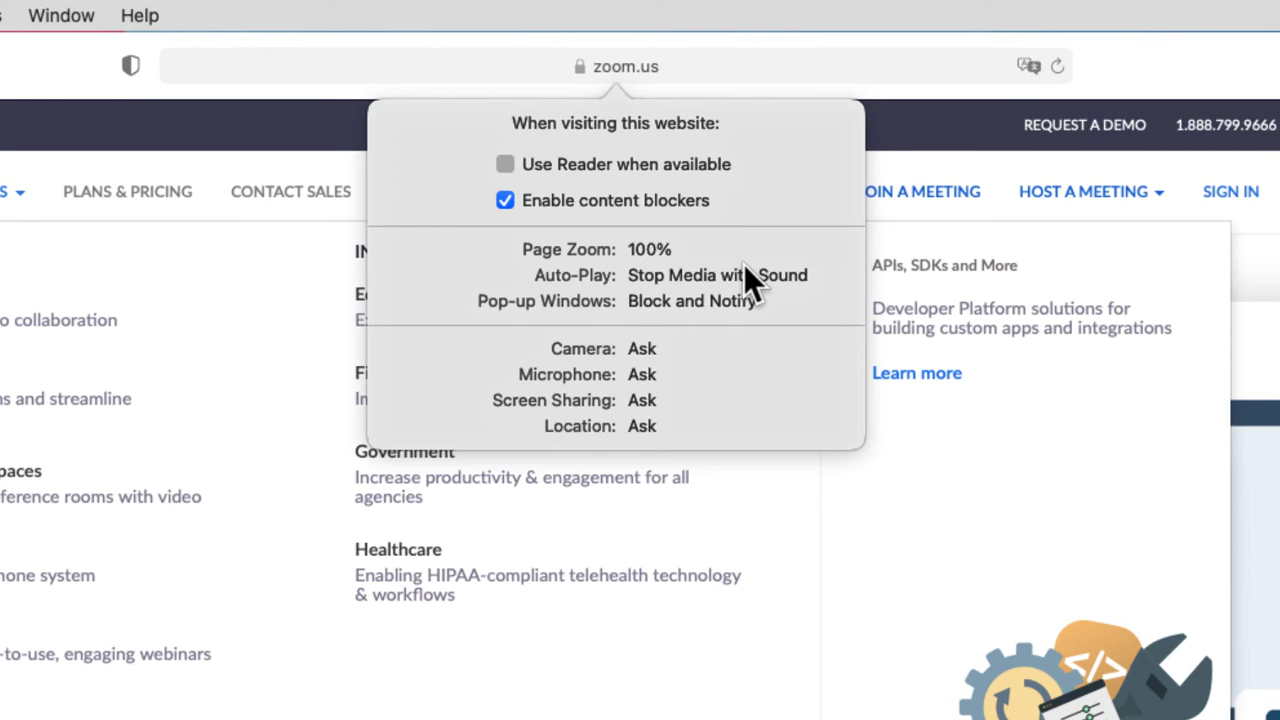 Window Help
zoom.us
When visiting this website:
Use Reader when available
Enable content blockers
Page Zoom: 100%
Auto-Play: Stop Media with Sound
Pop-up Windows: Block and Notify
Camera: Ask
Microphone: Ask
Screen Sharing: Ask
Location: Ask
REQUEST A DEMO 1.888.799.9666
PLANS & PRICING CONTACT SALES
OIN A MEETING HOST A MEETING SIGN IN
o collaboration
ns and streamline
paces
ference rooms with video
hone system
-to-use, engaging webinars
Government
Increase productivity & engagement for all
agencies
Healthcare
Enabling HIPAA-compliant telehealth technology
& workflows
APIs, SDKs and More
Developer Platform solutions for
building custom apps and integrations
Learn more